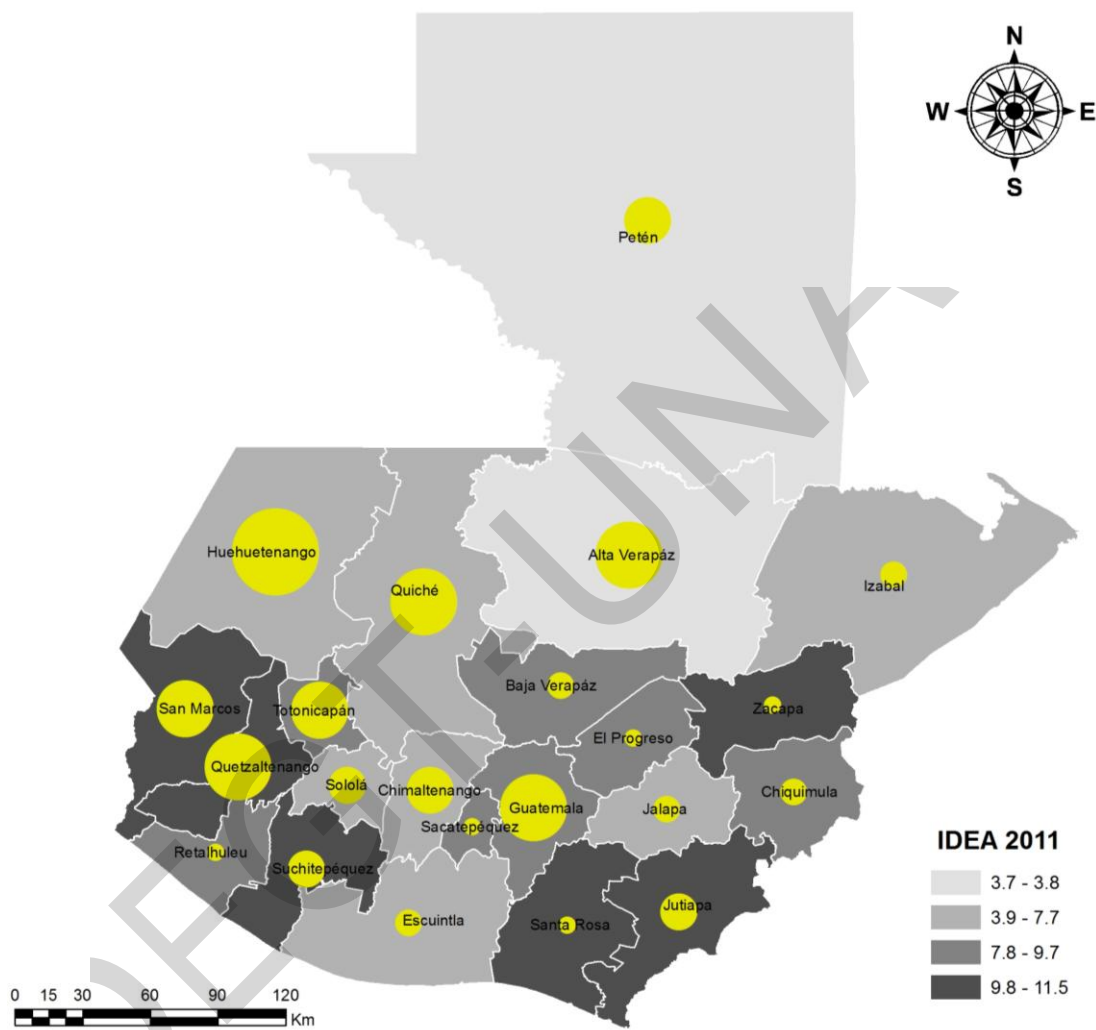 N
W E
S
Petén
Huehuetenango
Alta Verapáz
Quiché
Izabal
Baja Verapáz
San Marcos
Totonicapán
Zacapa
El Progreso
Quetzaltenango
Sololá
Chimaltenango
Chiquimula
Guatemala
Jalapa
Sacatepéquez
Retalhuleu
Suchitepéquez
Jutiapa
Escuintla
Santa Rosa
IDEA 2011
3.7 - 3.8
3.9 - 7.7
7.8 - 9.7
9.8 - 11.5
0 15 30 60 90 120
Km